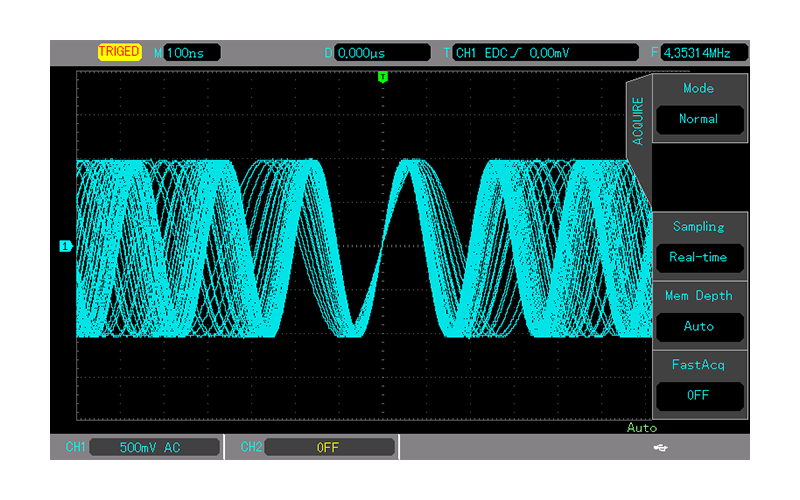 TRIGED M 100ns D 0.000µs T CH1 EDC 0.00mV F 4.35314MHz
T
ACQUIRE
Mode
Normal
1
Sampling
Real-time
Mem Depth
Auto
FastAcq
OFF
Auto
CH1 500mV AC CH2 OFF